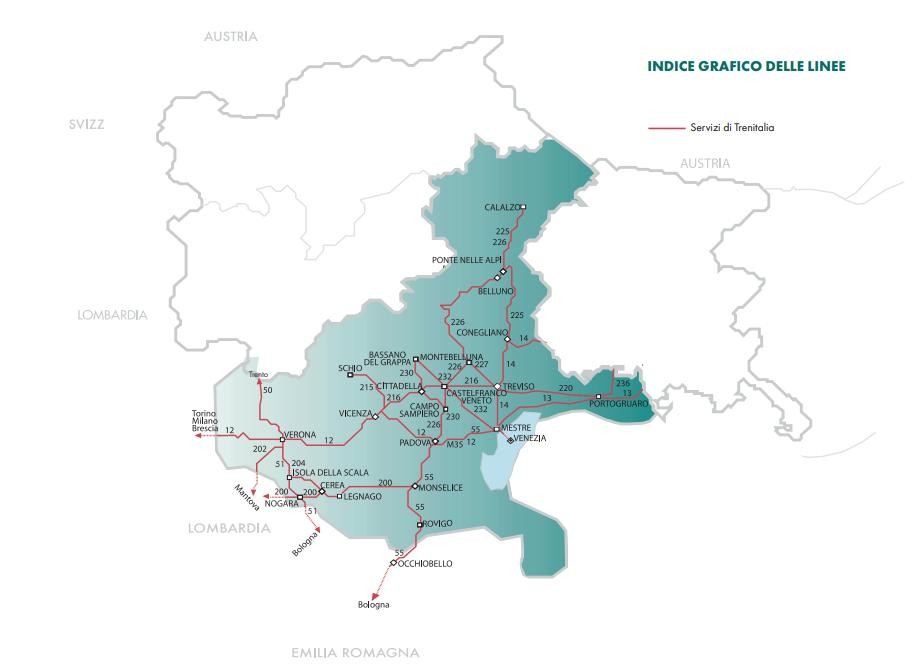 AUSTRIA
INDICE GRAFICO DELLE LINEE
SVIZZ
Servizi di Trenitalia
AUSTRIA
CALALZO
225
226
PONTE NELLE ALPI
BELLUNO
LOMBARDIA
226
225
CONEGLIANO
14
BASSANO
DEL GRAPPA
MONTEBELLUNA
14
SCHIO
230
226
227
Trento
232
216
236
50
215
CITTADELLA
TREVISO
220
13
216
CASTELFRANCO
VENETO
13
PORTOGRUARO
Torino
Milano
Brescia
VICENZA
CAMPO
SAMPIERO
230
232
14
12
VERONA
12
12
226
55
MESTRE
202
PADOVA
M35
12
VENEZIA
51
204
ISOLA DELLA SCALA
Mantova
200
200
CEREA
200
55
MONSELICE
NOGARA
LEGNAGO
51
55
LOMBARDIA
ROVIGO
Bologna
55
OCCHIOBELLO
Bologna
EMILIA ROMAGNA